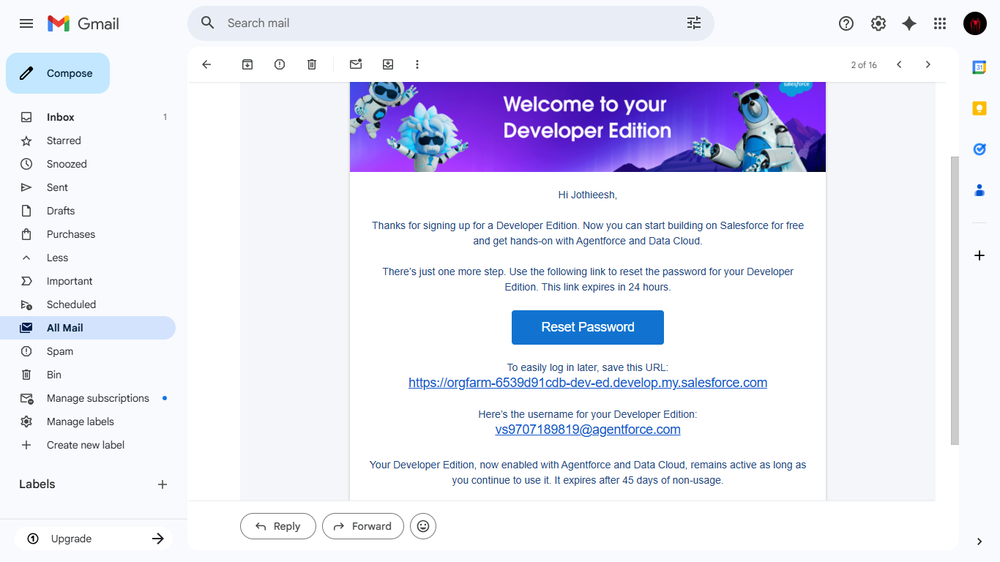 Gmail
Search mail
Compose
2 of 16
Inbox 1
Starred
Snoozed
Sent
Drafts
Purchases
Less
Important
Scheduled
All Mail
Spam
Bin
Manage subscriptions
Manage labels
Create new label
Labels
Upgrade
salesforce
Welcome to your
Developer Edition
Hi Jothieesh,
Thanks for signing up for a Developer Edition. Now you can start building on Salesforce for free
and get hands-on with Agentforce and Data Cloud.
There's just one more step. Use the following link to reset the password for your Developer
Edition. This link expires in 24 hours.
Reset Password
To easily log in later, save this URL:
https://orgfarm-6539d91cdb-dev-ed.develop.my.salesforce.com
Here's the username for your Developer Edition:
vs9707189819@agentforce.com
Your Developer Edition, now enabled with Agentforce and Data Cloud, remains active as long as
you continue to use it. It expires after 45 days of non-usage.
Reply
Forward
31